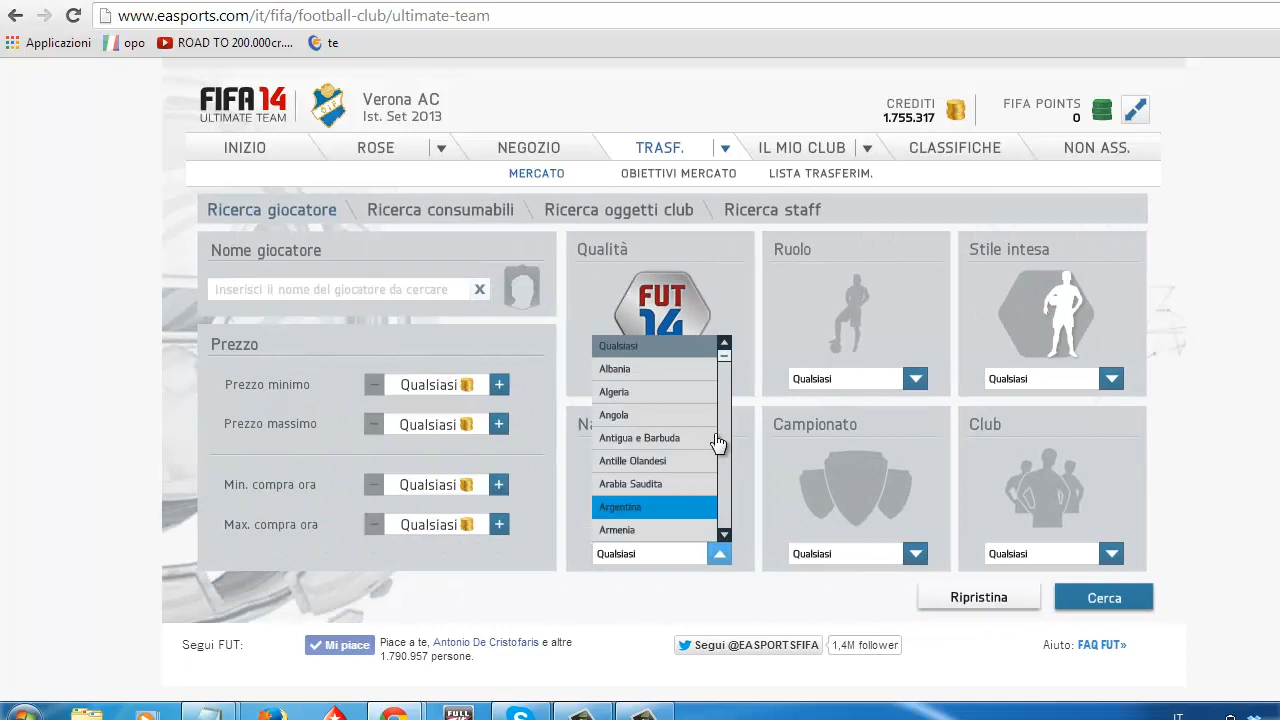 www.easports.com/it/fifa/football-club/ultimate-team
Applicazioni opo ROAD TO 200.000cr.... te
FIFA 14
ULTIMATE TEAM
Verona AC
1st. Set 2013
CREDITI
1.755.317
FIFA POINTS
0
INIZIO ROSE NEGOZIO TRASF. IL MIO CLUB CLASSIFICHE NON ASS.
MERCATO OBIETTIVI MERCATO LISTA TRASFERIM.
Ricerca giocatore Ricerca consumabili Ricerca oggetti club Ricerca staff
Nome giocatore
Inserisci il nome del giocatore da cercare
Prezzo
Prezzo minimo Qualsiasi
Prezzo massimo Qualsiasi
Min. compra ora Qualsiasi
Max. compra ora Qualsiasi
Qualità
FUT
14
Qualsiasi
Albania
Algeria
Angola
Antigua e Barbuda
Antille Olandesi
Arabia Saudita
Argentina
Armenia
Qualsiasi
Ruolo
Qualsiasi
Stile intesa
Qualsiasi
Campionato
Qualsiasi
Club
Qualsiasi
Ripristina Cerca
Segui FUT:
Mi piace
Piace a te, Antonio De Cristofaris e altre
1.790.957 persone.
Segui @EASPORTSFIFA
1,4M follower
Aiuto: FAQ FUT»
FULL
IT